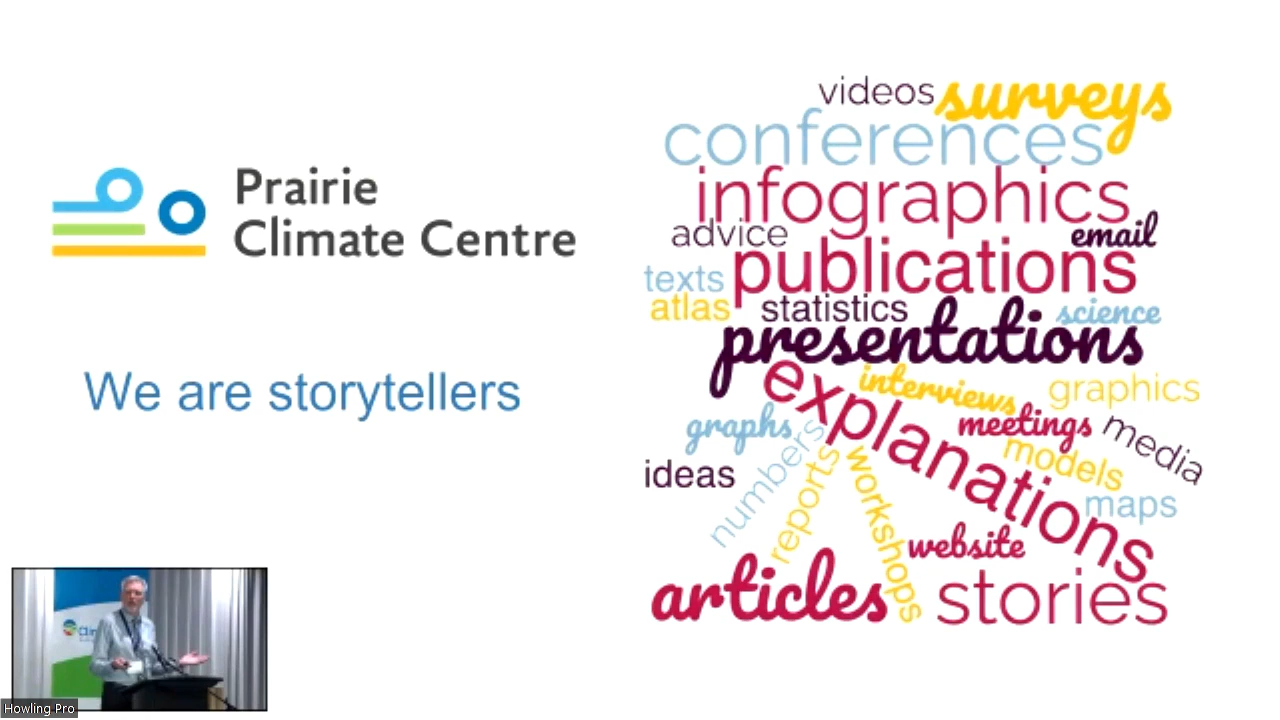 Prairie
Climate Centre
We are storytellers
videos
surveys
conferences
infographics
advice
email
publications
texts
atlas
statistics
science
presentations
explanations
interviews
graphics
graphs
meetings
media
numbers
models
ideas
reports
workshops
maps
website
articles
stories
Howling Pro